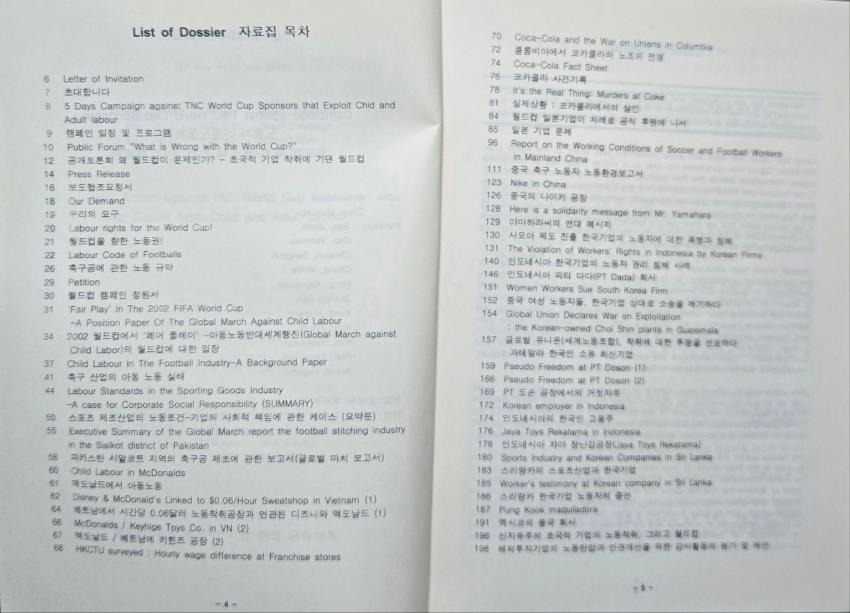 List of Dossier 자료집 목차
6 Letter of Invitation
7 초대합니다
8 5 Days Campaign against TNC World Cup Sponsors that Exploit Chid and
Adult labour
9 캠페인 일정 및 프로그램
10 Public Forum "What is Wrong with the World Cup?"
12 공개토론회 왜 월드컵이 문제인가? - 초국적 기업 착취에 기댄 월드컵
14 Press Release
16 보도협조요청서
18 Our Demand
19 우리의 요구
20 Labour rights for the World Cup!
21 월드컵을 향한 노동권!
22 Labour Code of Footballs
26 축구공에 관한 노동 규약
29 Petition
30 월드컵 캠페인 청원서
31 'Fair Play' In The 2002 FIFA World Cup
-A Position Paper Of The Global March Against Child Labour
34 2002 월드컵에서 '페어 플레이' -아동노동반대세계행진(Global March against
Child Labor)의 월드컵에 대한 입장
37 Child Labour In The Football Industry-A Background Paper
41 축구 산업의 아동 노동 실태
44 Labour Standards in the Sporting Goods Industry
-A case for Corporate Social Responsibility (SUMMARY)
50 스포츠 제조산업의 노동조건-기업의 사회적 책임에 관한 케이스 (요약문)
55 Executive Summary of the Global March report the football stitching industry
in the Sialkot district of Pakistan
58 파키스탄 시알코트 지역의 축구공 제조에 관한 보고서(글로벌 마치 보고서)
60 Child Labour in McDonalds
61 맥도날드에서 아동노동
62 Disney & McDonald's Linked to $0.06/Hour Sweatshop in Vietnam (1)
64 베트남에서 시간당 0.06달러 노동착취공장과 연관된 디즈니와 맥도날드 (1)
66 McDonalds / Keyhige Toys Co. in VN (2)
67 맥도날드 / 베트남에 키힌즈 공장 (2)
68 HKCTU surveyed : Hourly wage difference at Franchise stores
- 4 -
70 Coca-Cola and the War on Unions in Columbia
72 콜롬비아에서 코카콜라와 노조의 전쟁
74 Coca-Cola Fact Sheet
76 코카콜라 사건기록
78 It's the Real Thing: Murders at Coke
81 실제상황 : 코카콜라에서의 살인
84 월드컵 일본기업이 차례로 공식 후원에 나서
85 일본 기업 문제
96 Report on the Working Conditions of Soccer and Football Workers
in Mainland China
111 중국 축구 노동자 노동환경보고서
123 Nike in China
126 중국의 나이키 공장
128 Here is a solidarity message from Mr. Yamahara
129 야마하라씨의 연대 메시지
130 사모아 제도 진출 한국기업의 노동자에 대한 폭행과 침해
131 The Violation of Workers' Rights in Indonesia by Korean Firms
140 인도네시아 한국기업의 노동자 권리 침해 사례
146 인도네시아 피티 다다(PT Dada) 회사
151 Women Workers Sue South Korea Firm
152 중국 여성 노동자들, 한국기업 상대로 소송을 제기하다
154 Global Union Declares War on Exploitation
: the Korean-owned Choi Shin plants in Guatemala
157 글로벌 유니온(세계노동조합), 착취에 대한 투쟁을 선포하다
: 과테말라 한국인 소유 최신기업
159 Pseudo Freedom at PT Doson (1)
166 Pseudo Freedom at PT Doson (2)
169 PT 도손 공장에서의 거짓자유
172 Korean employer in Indonesia
174 인도네시아의 한국인 고용주
176 Jaya Toys Rekatama in Indonesia
178 인도네시아 자야 장난감공장(Jaya Toys Rekatama)
180 Sports Industry and Korean Companies in Sri Lanka
183 스리랑카의 스포츠산업과 한국기업
185 Worker's testimony at Korean company in Sri Lanka
186 스리랑카 한국기업 노동자의 증언
187 Pung Kook maquiladora
191 멕시코의 풍국 회사
196 신자유주의 초국적 기업의 노동착취, 그리고 월드컵
198 해외투자기업의 노동탄압과 인권개선을 위한 감시활동의 평가 및 제안
- 5 -